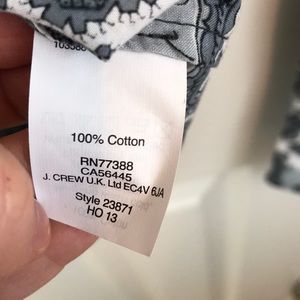 100% Cotton
RN77388
CA56445
J. CREW U.K. Ltd EC4V 6JA
Style 23871
HO 13